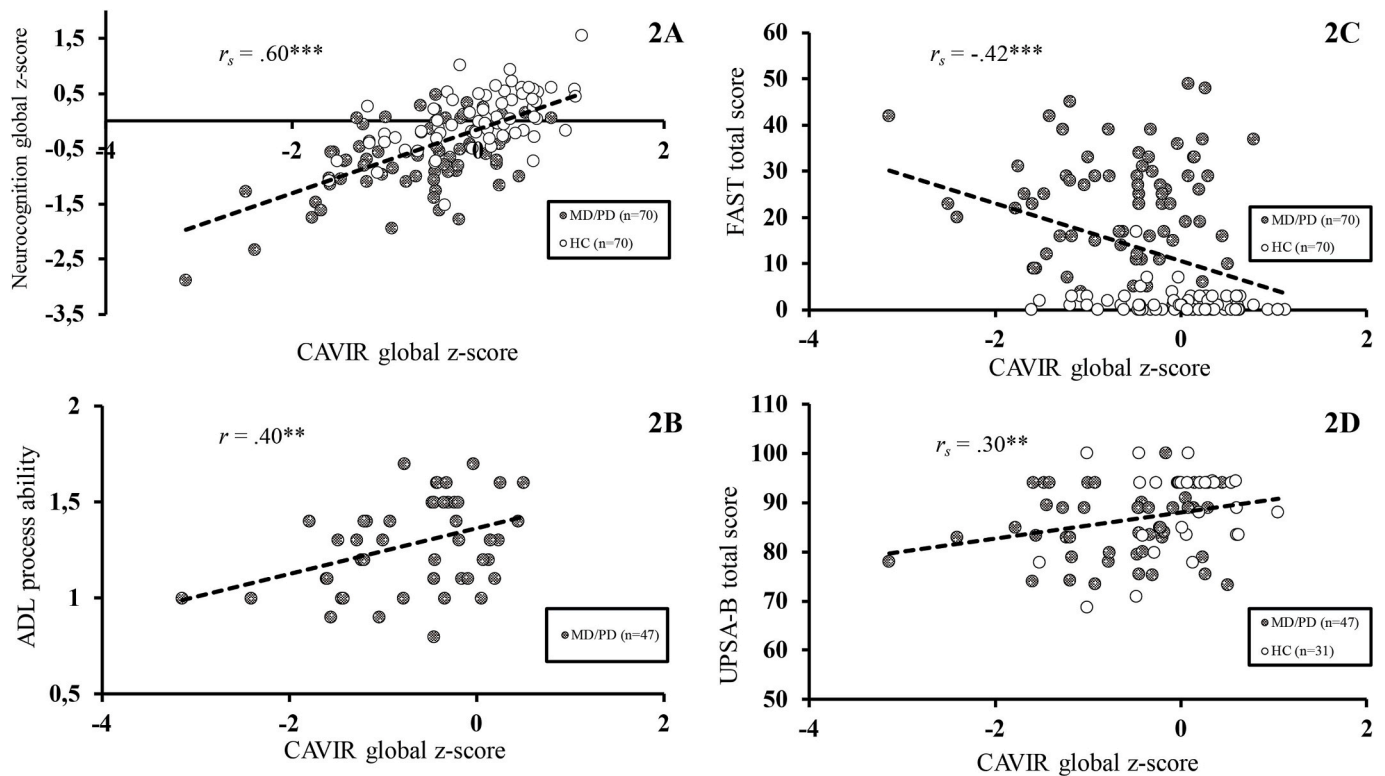 2A
r_s = .60***
Neurocognition global z-score
1,5
0,5
-0,5
-1,5
-2,5
-3,5
-4
-2
0
2
MD/PD (n=70)
HC (n=70)
CAVIR global z-score
2C
r_s = -.42***
FAST total score
60
50
40
30
20
10
0
-4
-2
0
2
MD/PD (n=70)
HC (n=70)
CAVIR global z-score
2B
r = .40**
ADL process ability
2
1,5
1
0,5
-4
-2
0
2
MD/PD (n=47)
CAVIR global z-score
2D
r_s = .30**
UPSA-B total score
110
100
90
80
70
60
50
-4
-2
0
2
MD/PD (n=47)
HC (n=31)
CAVIR global z-score